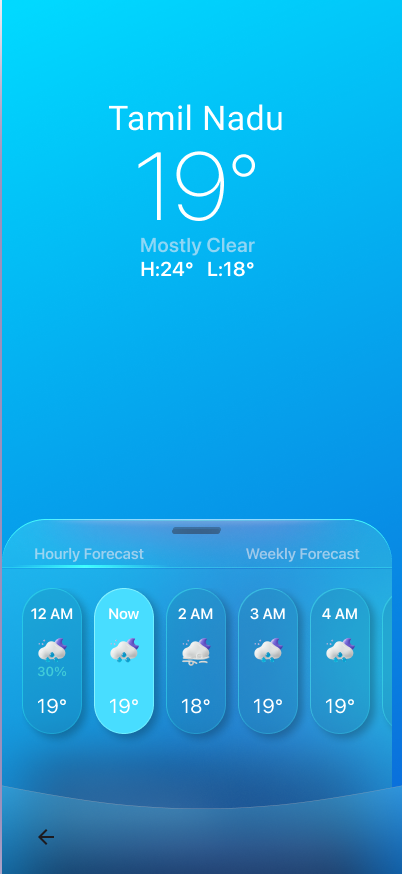 Tamil Nadu
19°
Mostly Clear
H:24° L:18°
Hourly Forecast Weekly Forecast
12 AM Now 2 AM 3 AM 4 AM
30%
19° 19° 18° 19° 19°